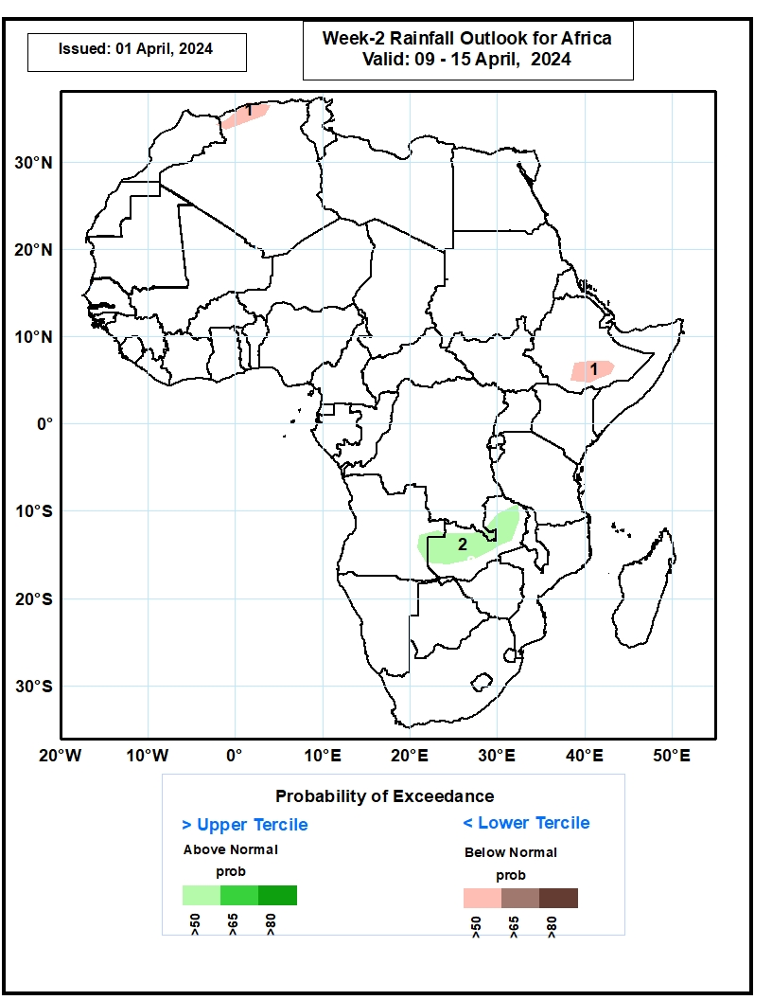 Issued: 01 April, 2024
Week-2 Rainfall Outlook for Africa
Valid: 09 - 15 April, 2024
30°N
20°N
10°N
0°
10°S
20°S
30°S
1
1
2
20°W
10°W
0°
10°E
20°E
30°E
40°E
50°E
Probability of Exceedance
> Upper Tercile
< Lower Tercile
Above Normal
Below Normal
prob
prob
>50
>65
>80
>50
>65
>80